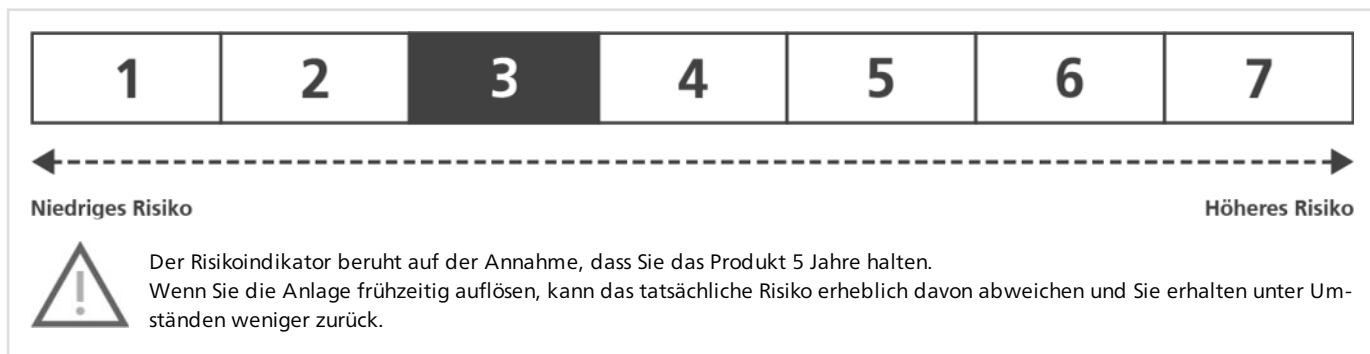 1 2 3 4 5 6 7
Niedriges Risiko Höheres Risiko
Der Risikoindikator beruht auf der Annahme, dass Sie das Produkt 5 Jahre halten.
Wenn Sie die Anlage frühzeitig auflösen, kann das tatsächliche Risiko erheblich davon abweichen und Sie erhalten unter Um-
ständen weniger zurück.